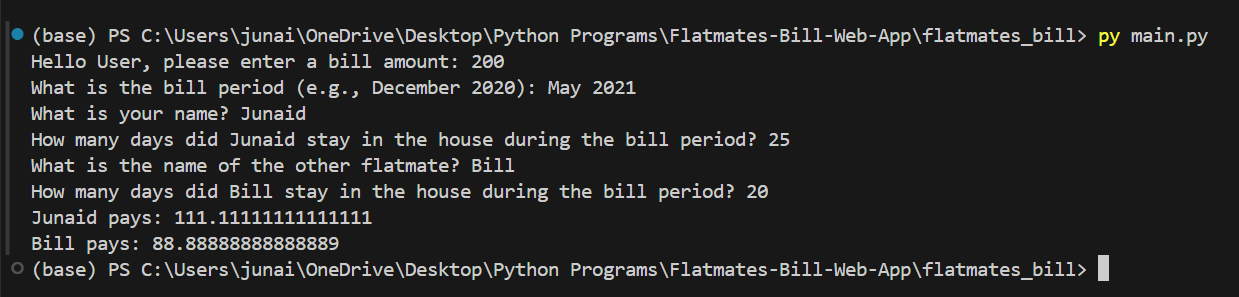 (base) PS C:\Users\junai\OneDrive\Desktop\Python Programs\Flatmates-Bill-Web-App\flatmates_bill> py main.py
Hello User, please enter a bill amount: 200
What is the bill period (e.g., December 2020): May 2021
What is your name? Junaid
How many days did Junaid stay in the house during the bill period? 25
What is the name of the other flatmate? Bill
How many days did Bill stay in the house during the bill period? 20
Junaid pays: 111.11111111111111
Bill pays: 88.88888888888889
(base) PS C:\Users\junai\OneDrive\Desktop\Python Programs\Flatmates-Bill-Web-App\flatmates_bill>